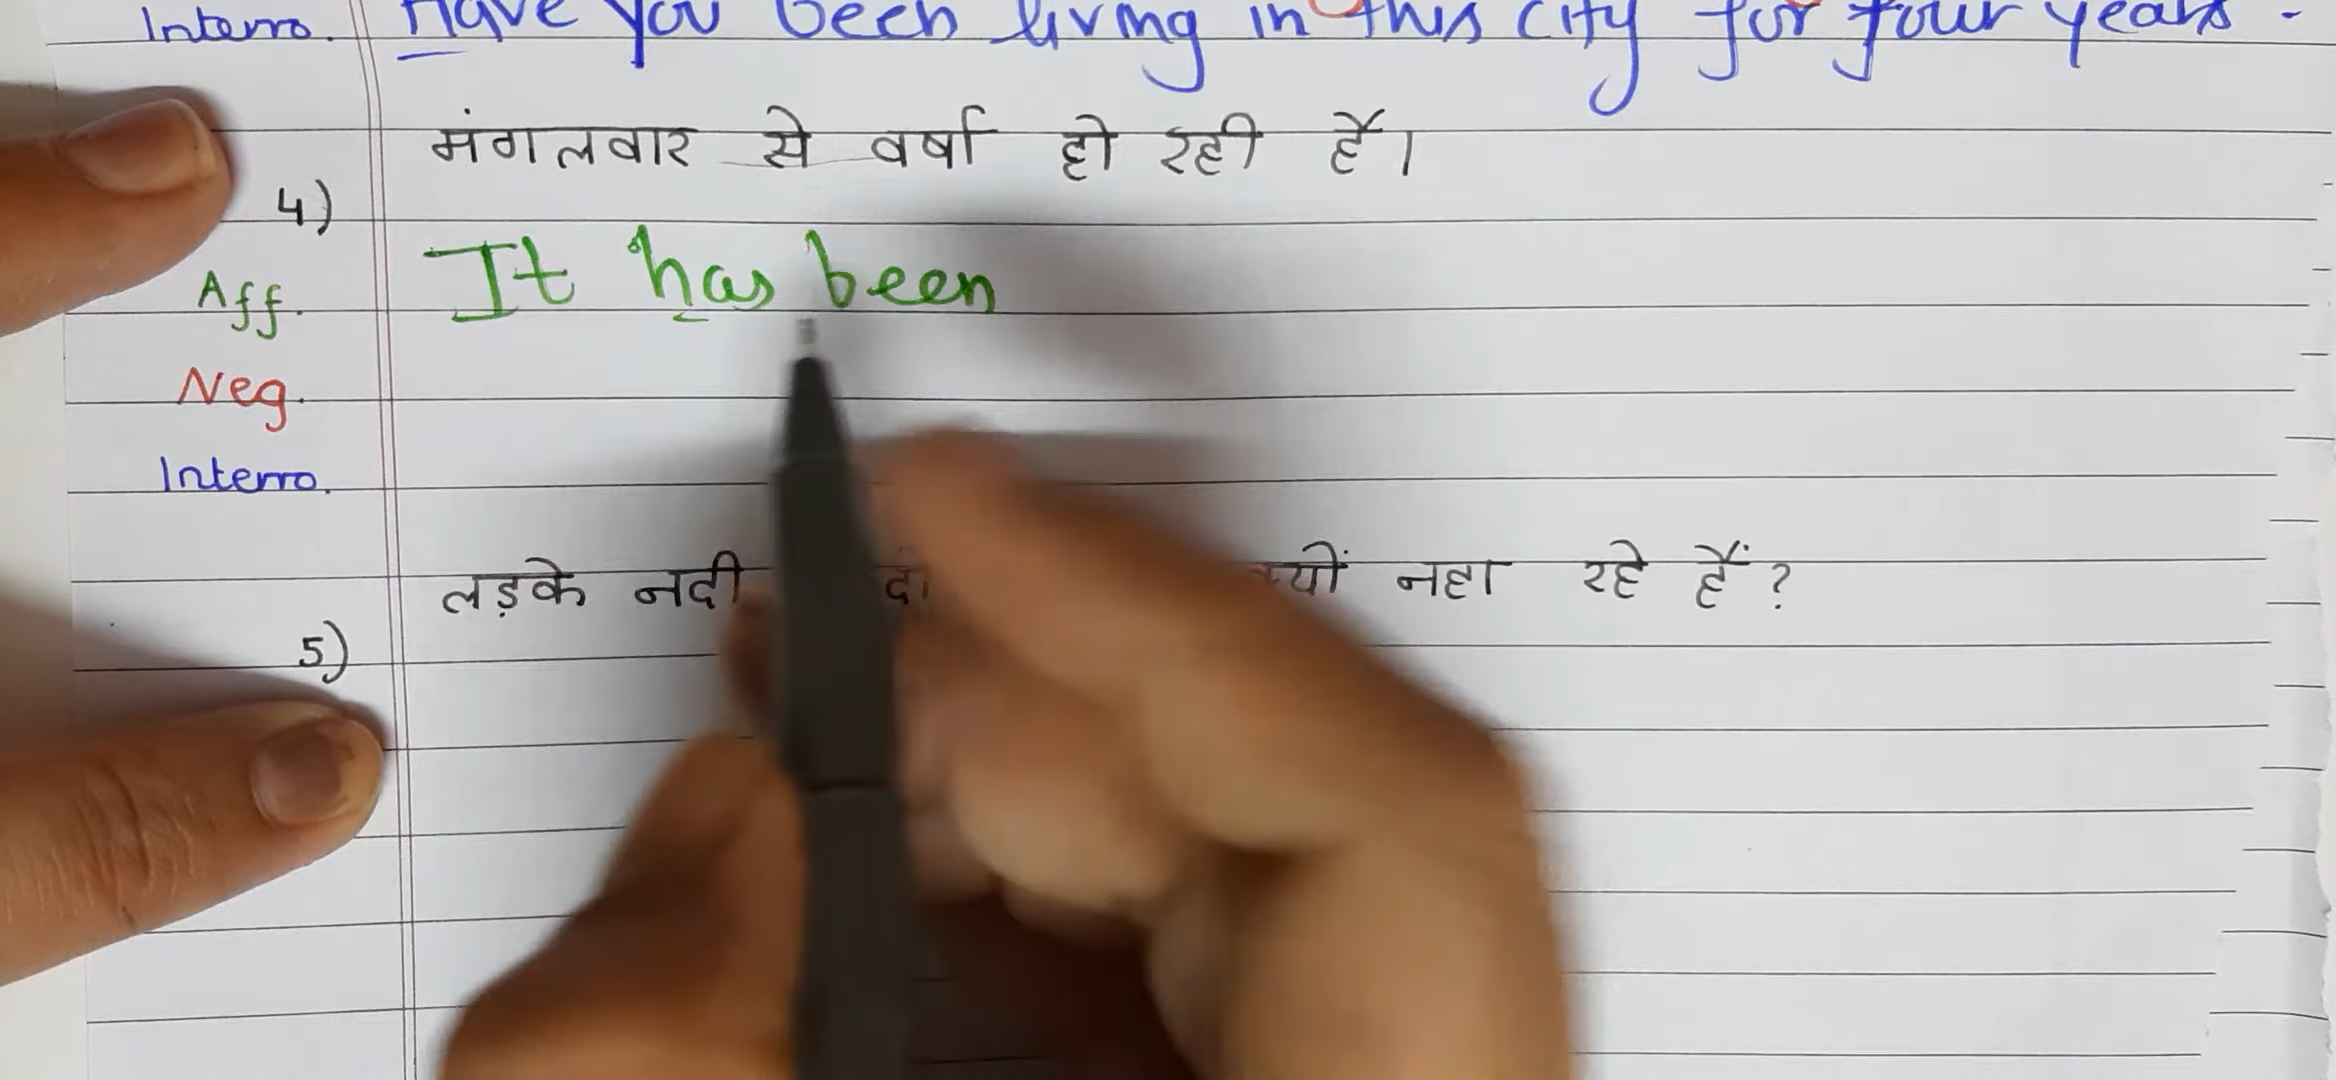 Interro. Have you been living in this city for four years -
मंगलवार से वर्षा हो रही है।
4)
Aff. It has been
Neg.
Interro.
लड़के नदी क्यों नहा रहे हैं ?
5)